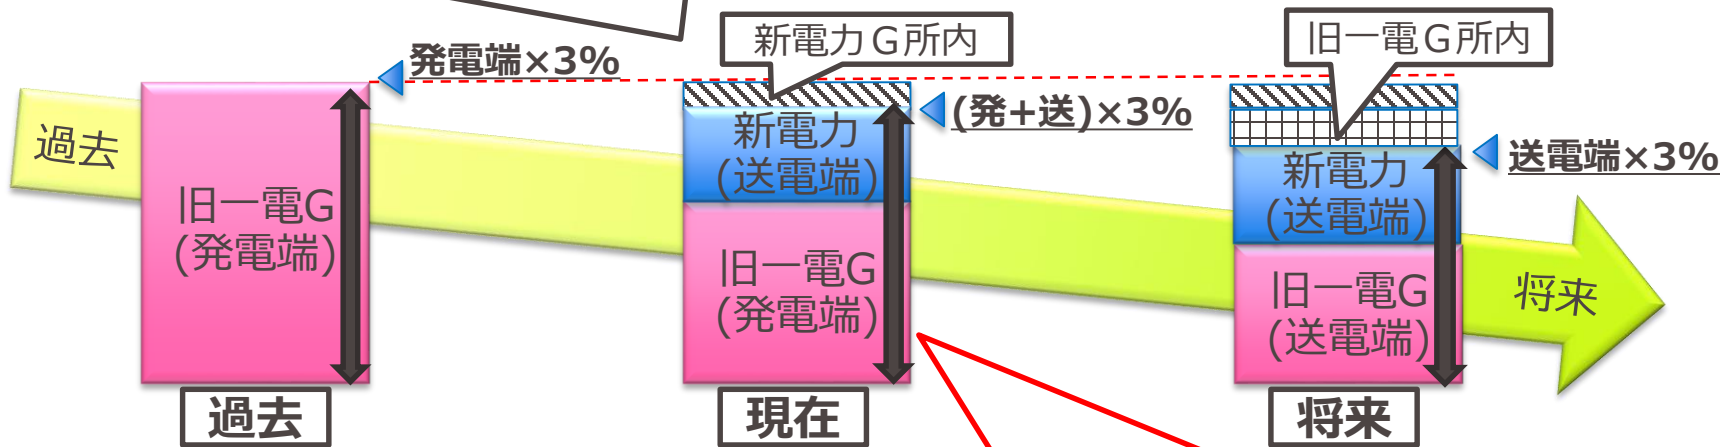 過去
発電端×3%
旧一電G
(発電端)
過去
新電力G所内
(発+送)×3%
新電力
(送電端)
旧一電G
(発電端)
現在
旧一電G所内
送電端×3%
新電力
(送電端)
旧一電G
(送電端)
将来
将来